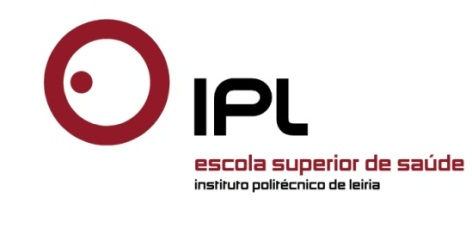 IPL
escola superior de saúde
instituto politécnico de leiria